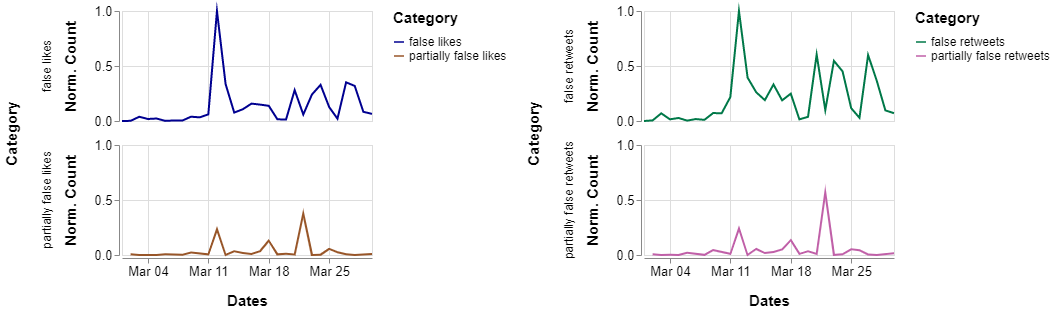 Category
false likes
Norm. Count
1.0
0.5
0.0
partially false likes
Norm. Count
1.0
0.5
0.0
Mar 04 Mar 11 Mar 18 Mar 25
Dates
Category
false likes
partially false likes
Category
false retweets
Norm. Count
1.0
0.5
0.0
partially false retweets
Norm. Count
1.0
0.5
0.0
Mar 04 Mar 11 Mar 18 Mar 25
Dates
Category
false retweets
partially false retweets